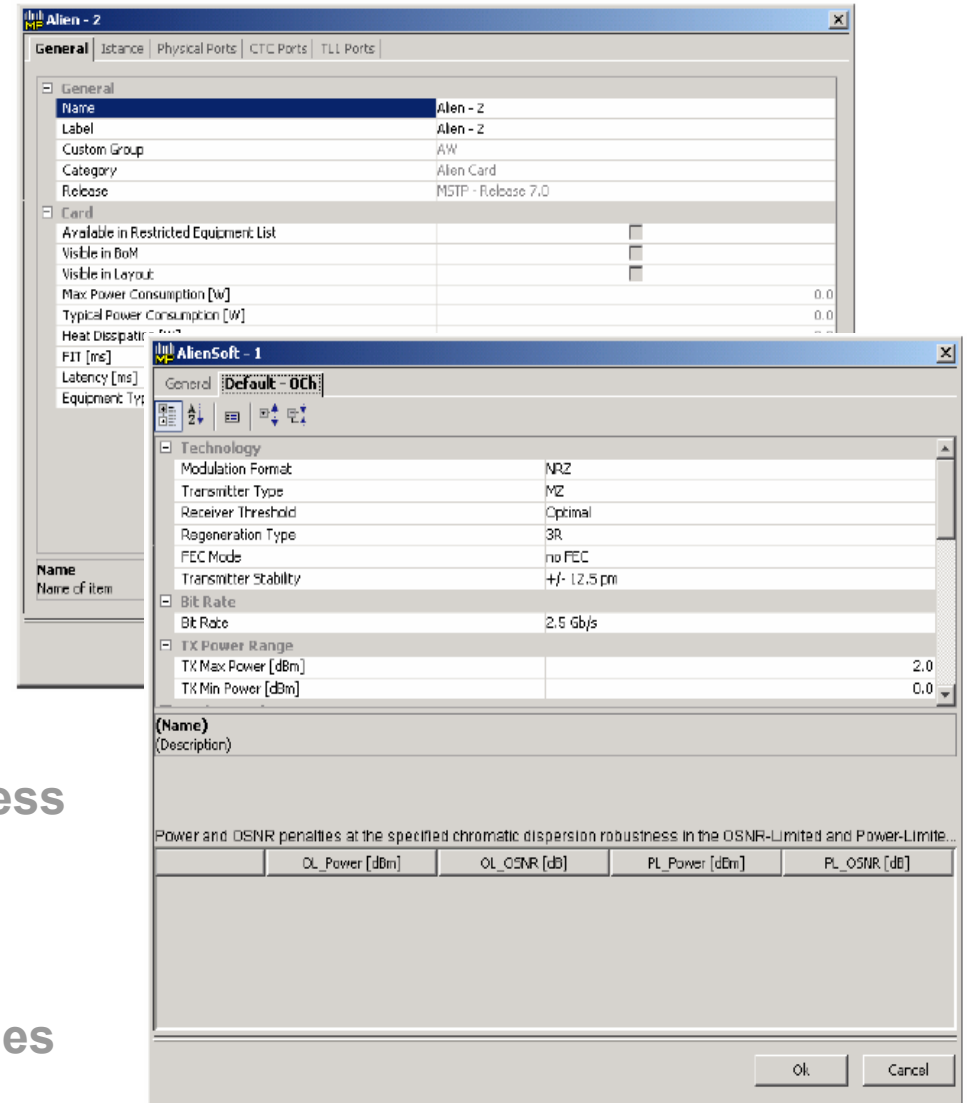 Alien - 2
General Istance Physical Ports CTC Ports TL1 Ports
General
Name Alien - 2
Label Alien - 2
Custom Group AW
Category Alien Card
Release MSTP - Release 7.0
Card
Available in Restricted Equipment List
Visible in BoM
Visible in Layout
Max Power Consumption [W] 0.0
Typical Power Consumption [W] 0.0
Heat Dissipation [W]
FIT [ms]
Latency [ms]
Equipment Typ
Name
Name of item
AlienSoft - 1
General Default - OCh
Technology
Modulation Format NRZ
Transmitter Type MZ
Receiver Threshold Optimal
Regeneration Type 3R
FEC Mode no FEC
Transmitter Stability +/- 12.5 pm
Bit Rate
Bit Rate 2.5 Gb/s
TX Power Range
TX Max Power [dBm] 2.0
TX Min Power [dBm] 0.0
(Name)
(Description)
ess
Power and OSNR penalties at the specified chromatic dispersion robustness in the OSNR-Limited and Power-Limite...
OL_Power [dBm] OL_OSNR [dB] PL_Power [dBm] PL_OSNR [dB]
es
Ok Cancel